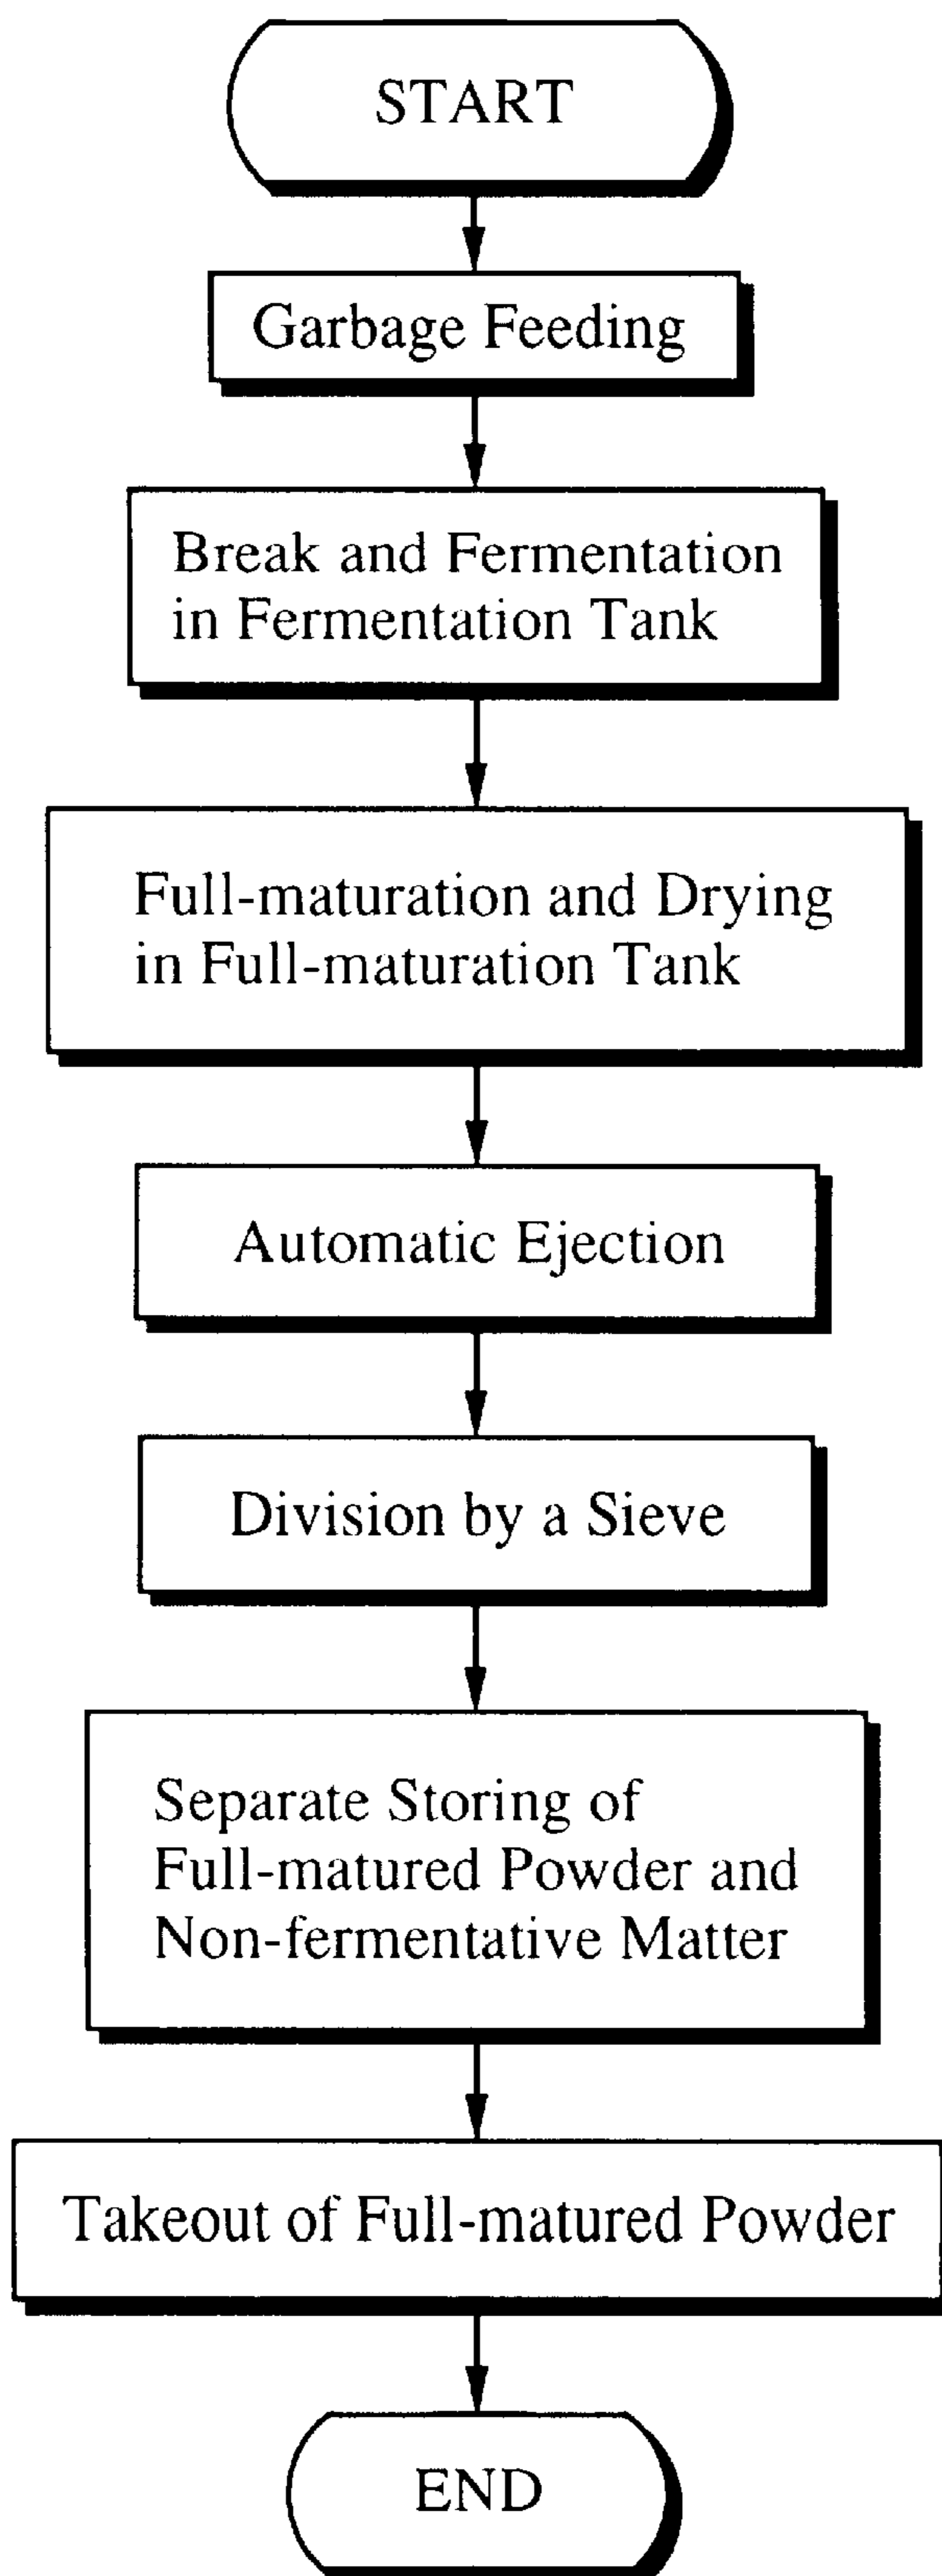 START
Garbage Feeding
Break and Fermentation
in Fermentation Tank
Full-maturation and Drying
in Full-maturation Tank
Automatic Ejection
Division by a Sieve
Separate Storing of
Full-matured Powder and
Non-fermentative Matter
Takeout of Full-matured Powder
END